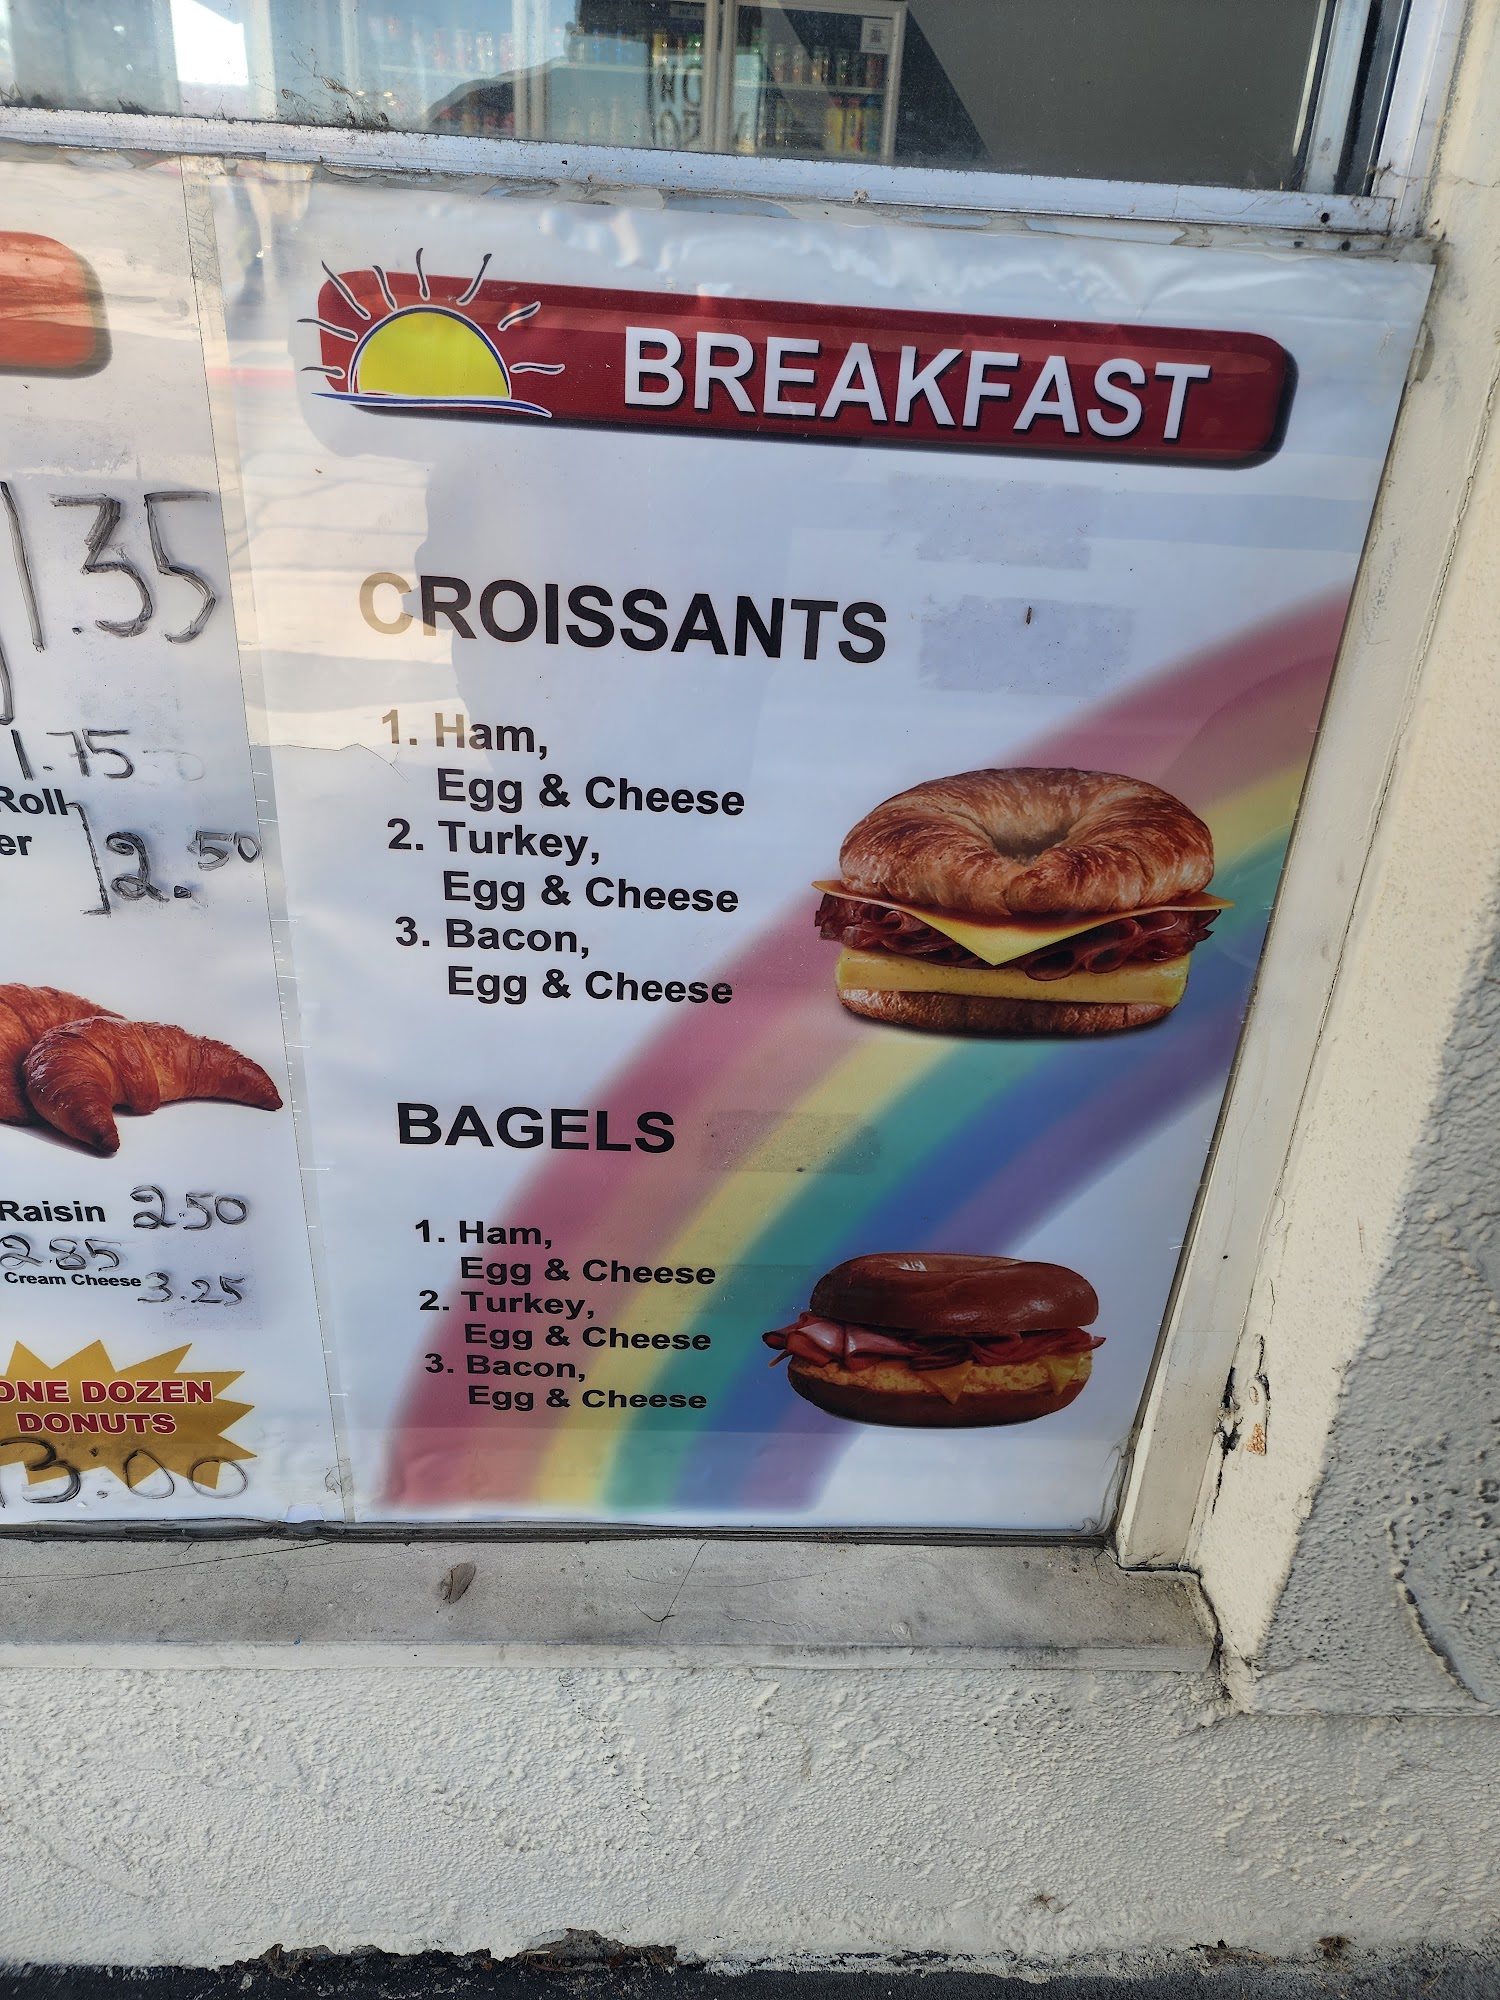 1.35
1.75
Roll
er
2.50
Raisin 2.50
2.85
Cream Cheese 3.25
ONE DOZEN
DONUTS
3.00
BREAKFAST
CROISSANTS
1. Ham,
Egg & Cheese
2. Turkey,
Egg & Cheese
3. Bacon,
Egg & Cheese
BAGELS
1. Ham,
Egg & Cheese
2. Turkey,
Egg & Cheese
3. Bacon,
Egg & Cheese